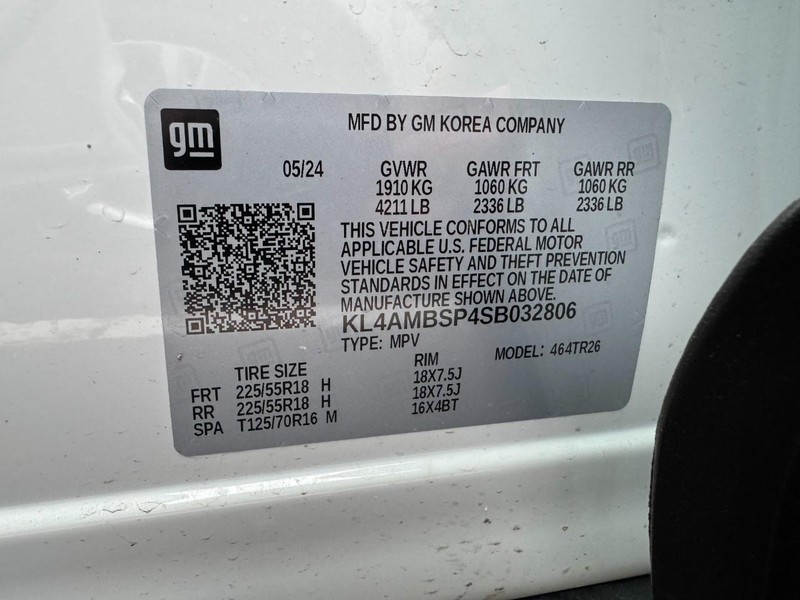 gm
MFD BY GM KOREA COMPANY
05/24 GVWR GAWR FRT GAWR RR
1910 KG 1060 KG 1060 KG
4211 LB 2336 LB 2336 LB
THIS VEHICLE CONFORMS TO ALL
APPLICABLE U.S. FEDERAL MOTOR
VEHICLE SAFETY AND THEFT PREVENTION
STANDARDS IN EFFECT ON THE DATE OF
MANUFACTURE SHOWN ABOVE.
KL4AMBSP4SB032806
TYPE: MPV MODEL: 464TR26
TIRE SIZE RIM
FRT 225/55R18 H 18X7.5J
RR 225/55R18 H 18X7.5J
SPA T125/70R16 M 16X4BT